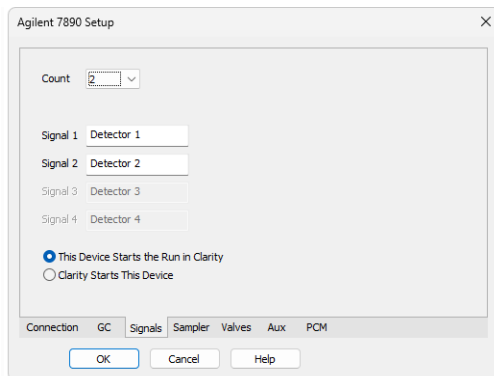 Agilent 7890 Setup
Count 2
Signal 1 Detector 1
Signal 2 Detector 2
Signal 3 Detector 3
Signal 4 Detector 4
This Device Starts the Run in Clarity
Clarity Starts This Device
Connection GC Signals Sampler Valves Aux PCM
OK Cancel Help